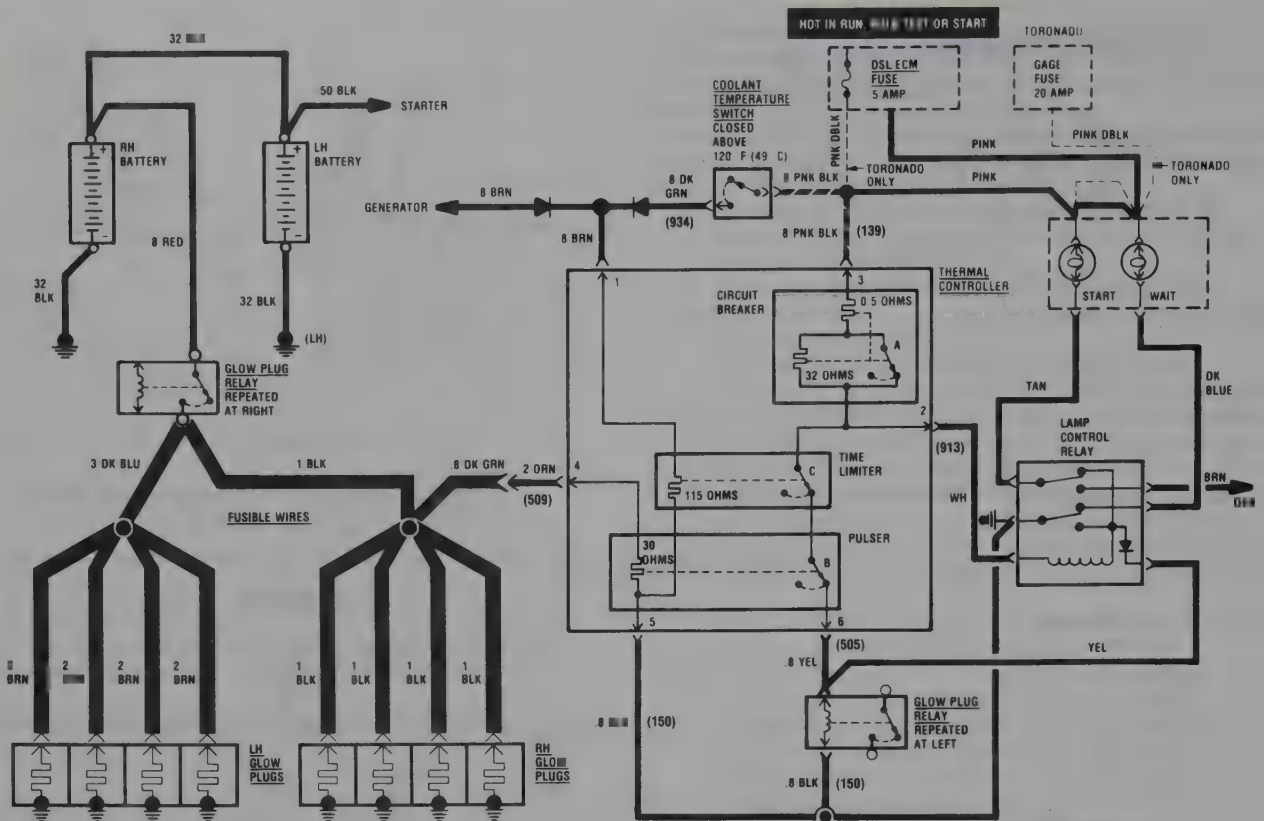 HOT IN RUN, OR START
TORONADO
32
50 BLK
STARTER
RH
BATTERY
LH
BATTERY
8 RED
32
BLK
32 BLK
(LH)
COOLANT
TEMPERATURE
SWITCH
CLOSED
ABOVE
120 F (49 C)
DSL ECM
FUSE
5 AMP
GAGE
FUSE
20 AMP
PNK DBLK
PINK DBLK
PINK
TORONADO
ONLY
TORONADO
ONLY
GENERATOR
8 BRN
8 DK
GRN
(934)
PNK BLK
PINK
.8 BRN
8 PNK BLK
(139)
THERMAL
CONTROLLER
1
3
CIRCUIT
BREAKER
0 5 OHMS
A
32 OHMS
START
WAIT
TAN
DK
BLUE
2
(913)
LAMP
CONTROL
RELAY
BRN
WH
YEL
GLOW PLUG
RELAY
REPEATED
AT RIGHT
3 DK BLU
1 BLK
.8 DK GRN
2 ORN
(509)
4
FUSIBLE WIRES
TIME
LIMITER
C
115 OHMS
PULSER
30
OHMS
B
5
6
(505)
.8 YEL
GLOW PLUG
RELAY
REPEATED
AT LEFT
.8
(150)
.8 BLK
(150)
BRN
2
2
BRN
2
BRN
1
BLK
1
BLK
1
BLK
1
BLK
LH
GLOW
PLUGS
RH
PLUGS